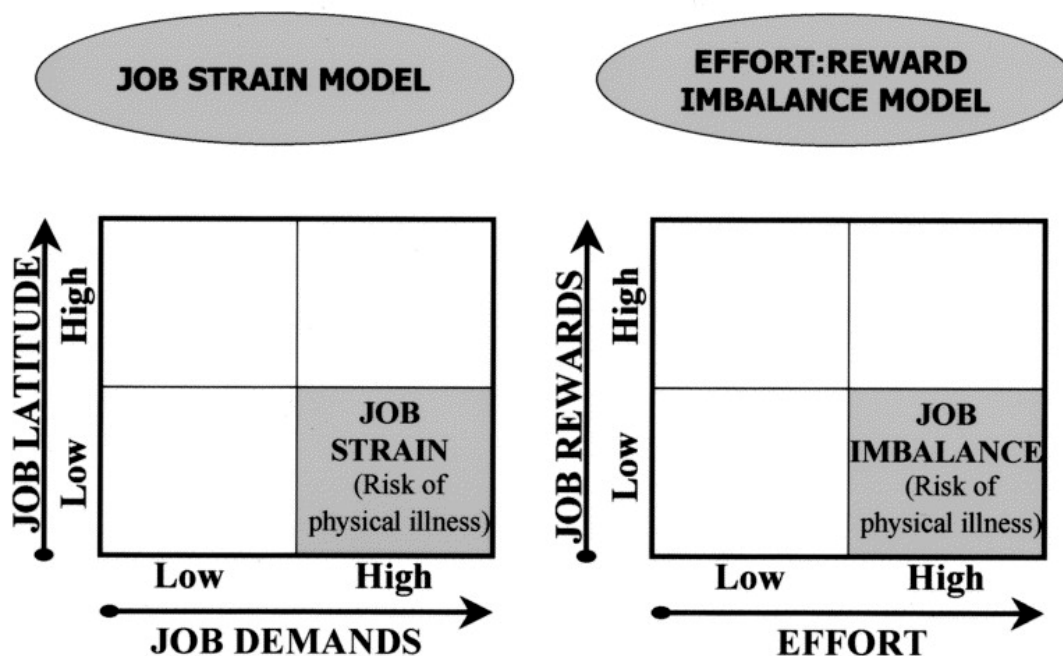 JOB STRAIN MODEL
JOB LATITUDE
High
Low
JOB
STRAIN
(Risk of
physical illness)
Low
High
JOB DEMANDS
EFFORT:REWARD
IMBALANCE MODEL
JOB REWARDS
High
Low
JOB
IMBALANCE
(Risk of
physical illness)
Low
High
EFFORT